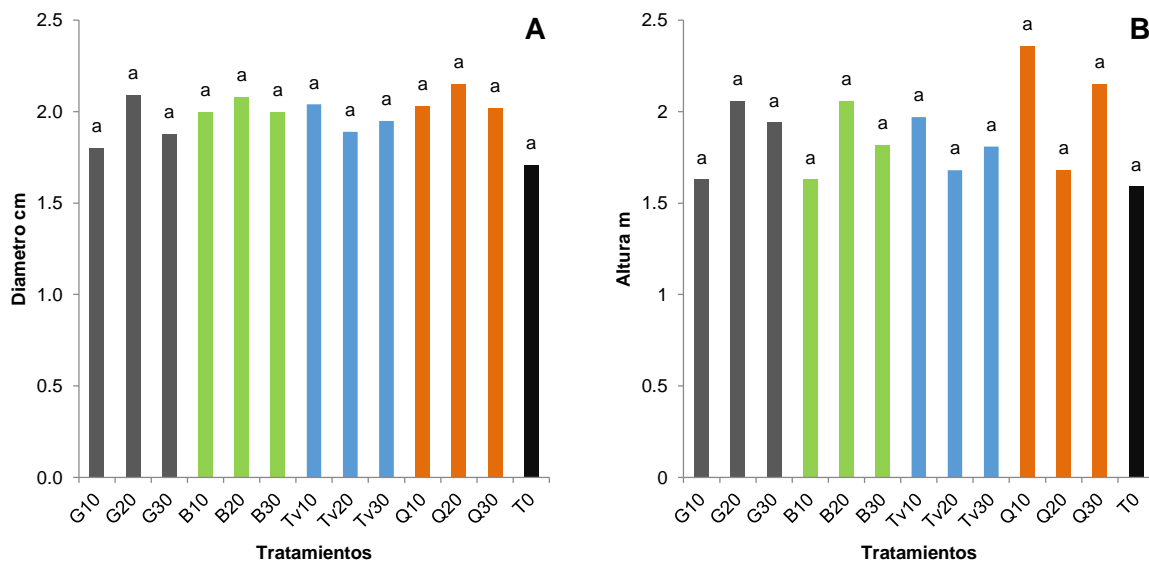 A
2.5
2.0
1.5
1.0
0.5
0.0
Diametro cm
a a a a a a a a a a a a a
G10 G20 G30 B10 B20 B30 Tv10 Tv20 Tv30 Q10 Q20 Q30 T0
Tratamientos
B
2.5
2
1.5
1
0.5
0
Altura m
a a a a a a a a a a a a a
G10 G20 G30 B10 B20 B30 Tv10 Tv20 Tv30 Q10 Q20 Q30 T0
Tratamientos